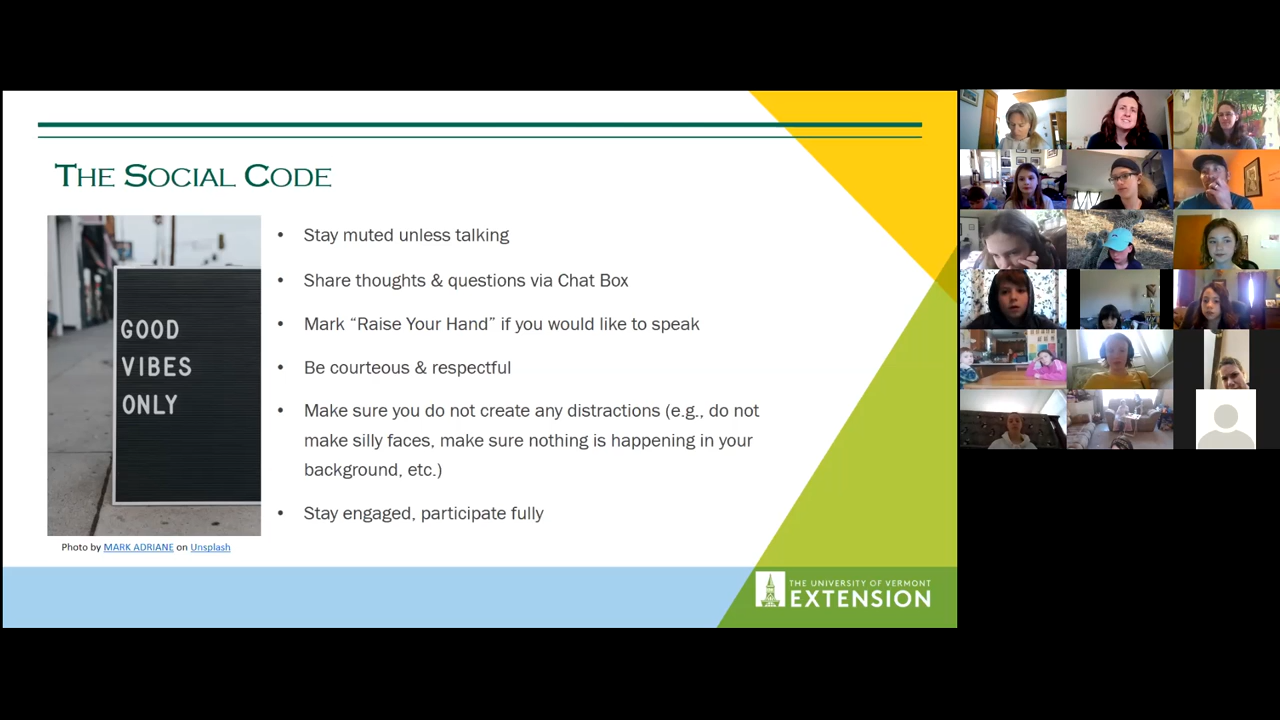 THE SOCIAL CODE
GOOD
VIBES
ONLY
Photo by MARK ADRIANE on Unsplash
• Stay muted unless talking
• Share thoughts & questions via Chat Box
• Mark “Raise Your Hand” if you would like to speak
• Be courteous & respectful
• Make sure you do not create any distractions (e.g., do not
make silly faces, make sure nothing is happening in your
background, etc.)
• Stay engaged, participate fully
THE UNIVERSITY OF VERMONT
EXTENSION